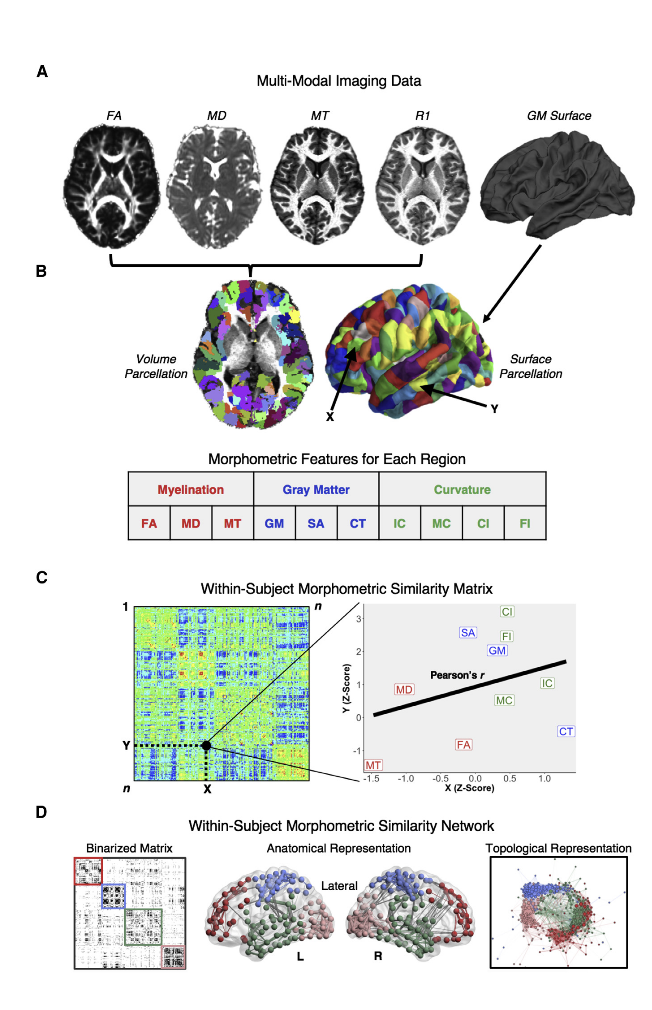 A
Multi-Modal Imaging Data
FA MD MT R1 GM Surface
B
Volume
Parcellation
Surface
Parcellation
X
Y
Morphometric Features for Each Region
Myelination Gray Matter Curvature
FA MD MT GM SA CT IC MC CI FI
C
Within-Subject Morphometric Similarity Matrix
1
n
Y
n
X
Y (Z-Score)
3
2
1
0
-1
CI
SA
FI
GM
Pearson's r
MD
IC
MC
CT
FA
MT
-1.5 -1.0 -0.5 0.0 0.5 1.0
X (Z-Score)
D
Within-Subject Morphometric Similarity Network
Binarized Matrix Anatomical Representation Topological Representation
Lateral
L R